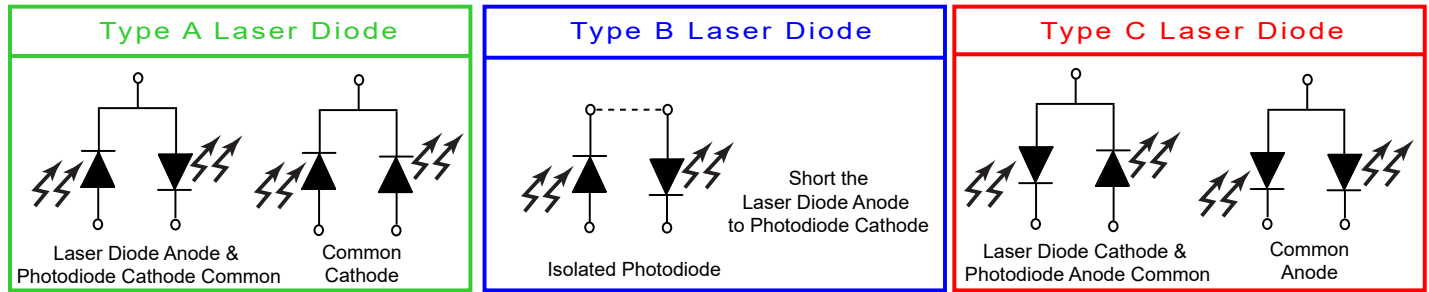 Type A Laser Diode
Laser Diode Anode &
Photodiode Cathode Common
Common
Cathode
Type B Laser Diode
Isolated Photodiode
Short the
Laser Diode Anode
to Photodiode Cathode
Type C Laser Diode
Laser Diode Cathode &
Photodiode Anode Common
Common
Anode